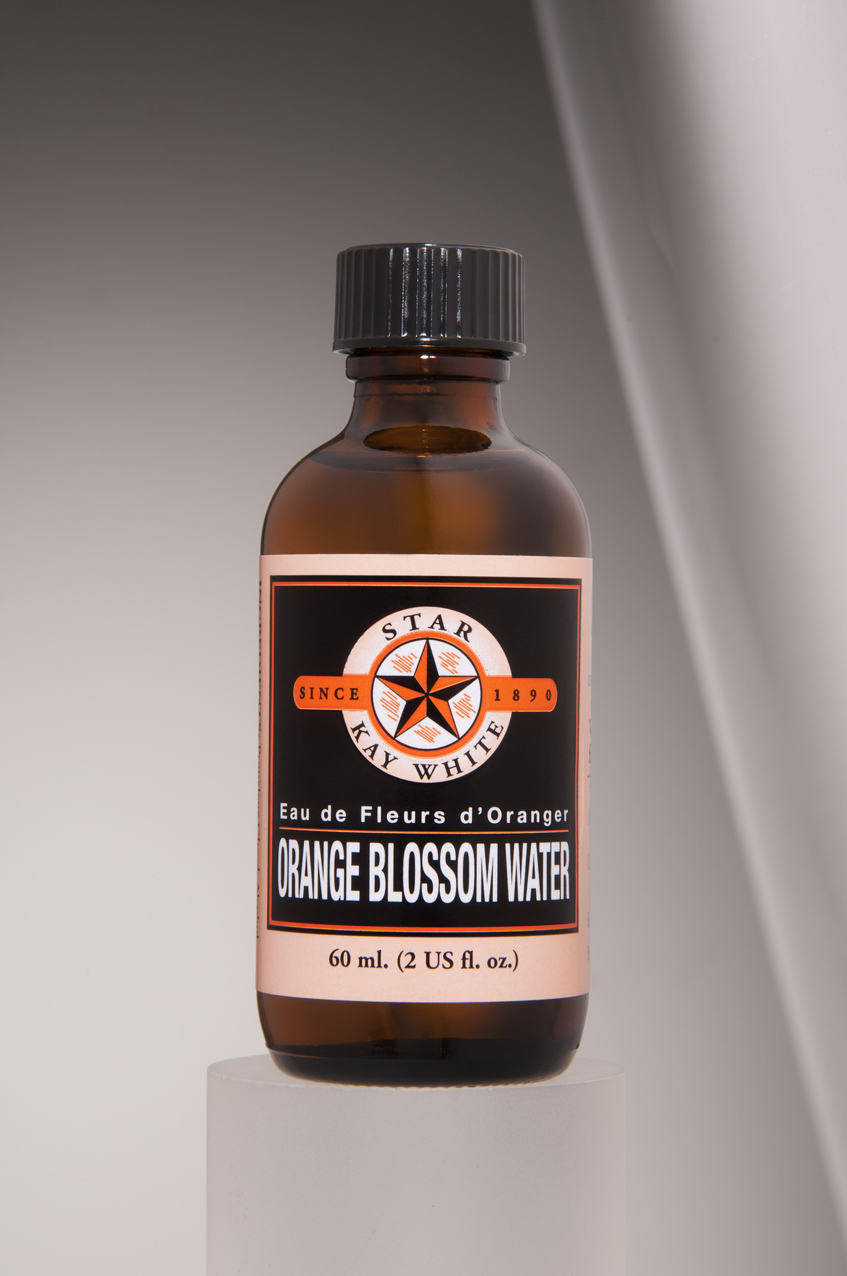 STAR
SINCE 1890
KAY WHITE
Eau de Fleurs d'Oranger
ORANGE BLOSSOM WATER
60 ml. (2 US fl. oz.)